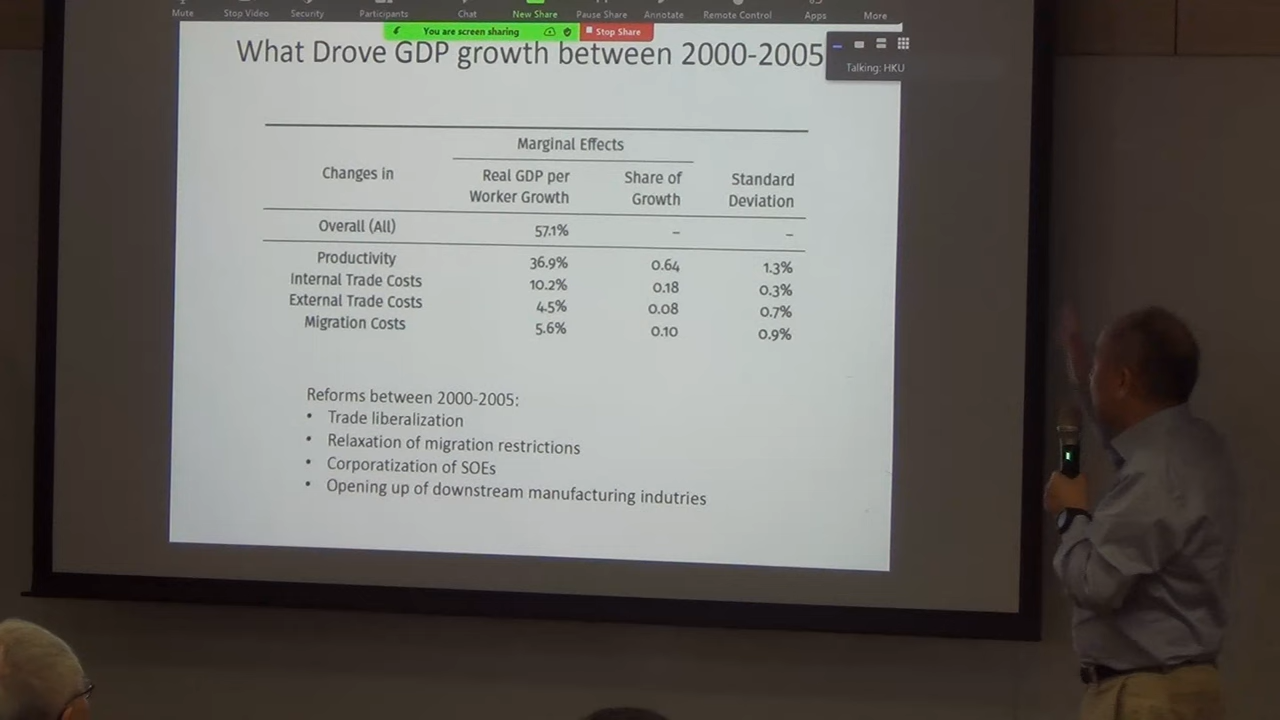 Mute Stop Video Security Participants Chat New Share Pause Share Annotate Remote Control Apps More
You are screen sharing Stop Share
What Drove GDP growth between 2000-2005
Talking: HKU
Marginal Effects
Changes in Real GDP per Worker Growth Share of Growth Standard Deviation
Overall (All) 57.1% – –
Productivity 36.9% 0.64 1.3%
Internal Trade Costs 10.2% 0.18 0.3%
External Trade Costs 4.5% 0.08 0.7%
Migration Costs 5.6% 0.10 0.9%
Reforms between 2000-2005:
• Trade liberalization
• Relaxation of migration restrictions
• Corporatization of SOEs
• Opening up of downstream manufacturing indutries